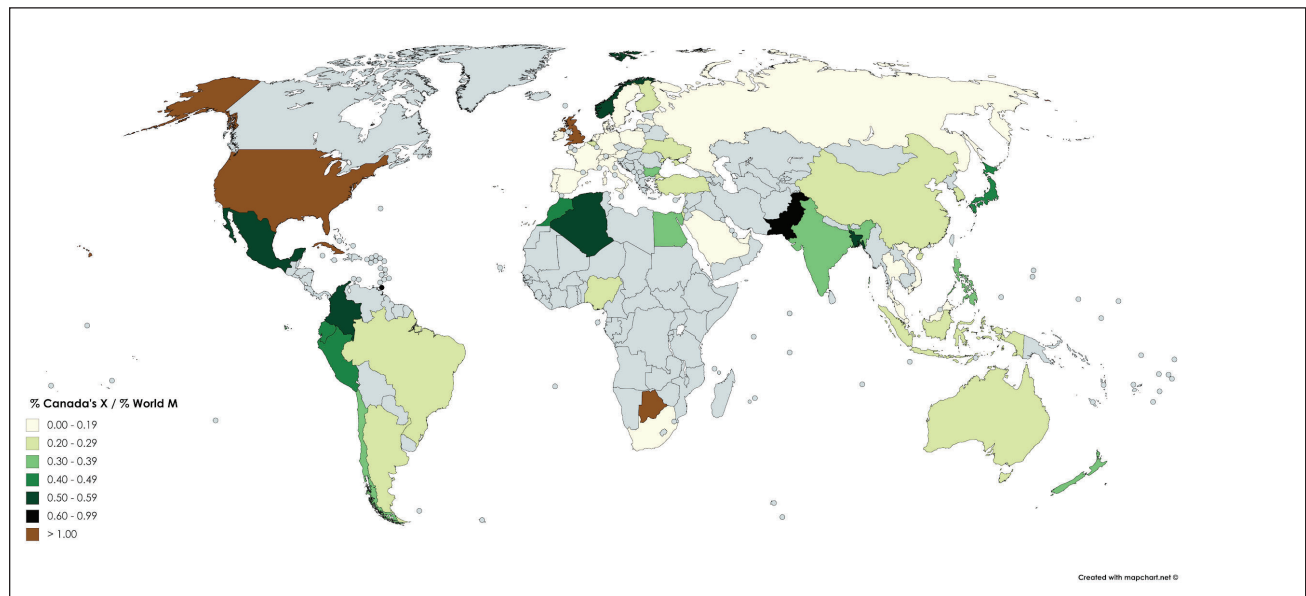 % Canada's X / % World M
0.00 - 0.19
0.20 - 0.29
0.30 - 0.39
0.40 - 0.49
0.50 - 0.59
0.60 - 0.99
> 1.00
Created with mapchart.net ©